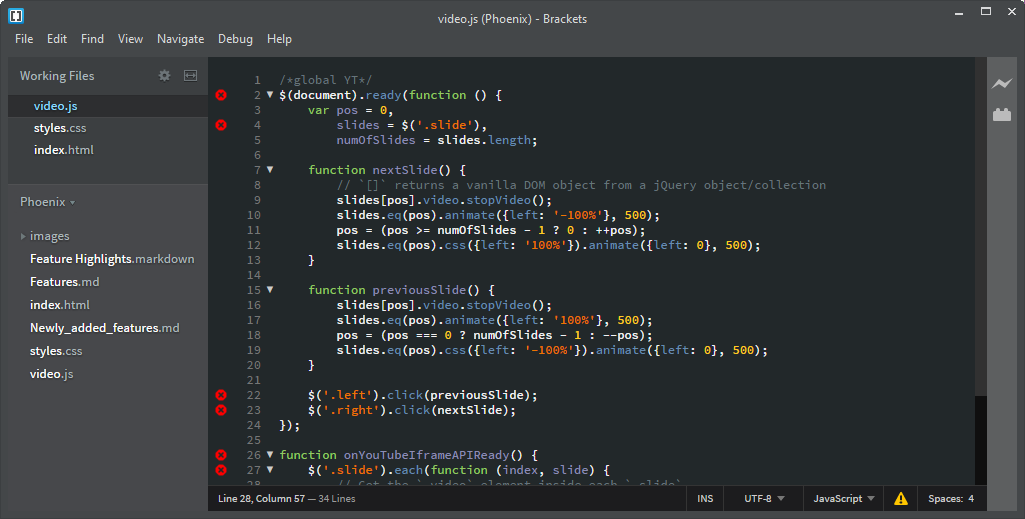 video.js (Phoenix) - Brackets
File Edit Find View Navigate Debug Help
Working Files
video.js
styles.css
index.html
Phoenix
images
Feature Highlights.markdown
Features.md
index.html
Newly_added_features.md
styles.css
video.js
1 /*global YT*/
2 $(document).ready(function () {
3 var pos = 0,
4 slides = $('.slide'),
5 numOfSlides = slides.length;
6
7 function nextSlide() {
8 // `[]` returns a vanilla DOM object from a jQuery object/collection
9 slides[pos].video.stopVideo();
10 slides.eq(pos).animate({left: '-100%'}, 500);
11 pos = (pos >= numOfSlides - 1 ? 0 : ++pos);
12 slides.eq(pos).css({left: '100%'}).animate({left: 0}, 500);
13 }
14
15 function previousSlide() {
16 slides[pos].video.stopVideo();
17 slides.eq(pos).animate({left: '100%'}, 500);
18 pos = (pos === 0 ? numOfSlides - 1 : --pos);
19 slides.eq(pos).css({left: '-100%'}).animate({left: 0}, 500);
20 }
21
22 $('.left').click(previousSlide);
23 $('.right').click(nextSlide);
24 });
25
26 function onYouTubeIframeAPIReady() {
27 $('.slide').each(function (index, slide) {
28 // Get the `.video` element inside each `.slide`
Line 28, Column 57 — 34 Lines
INS UTF-8 JavaScript Spaces: 4